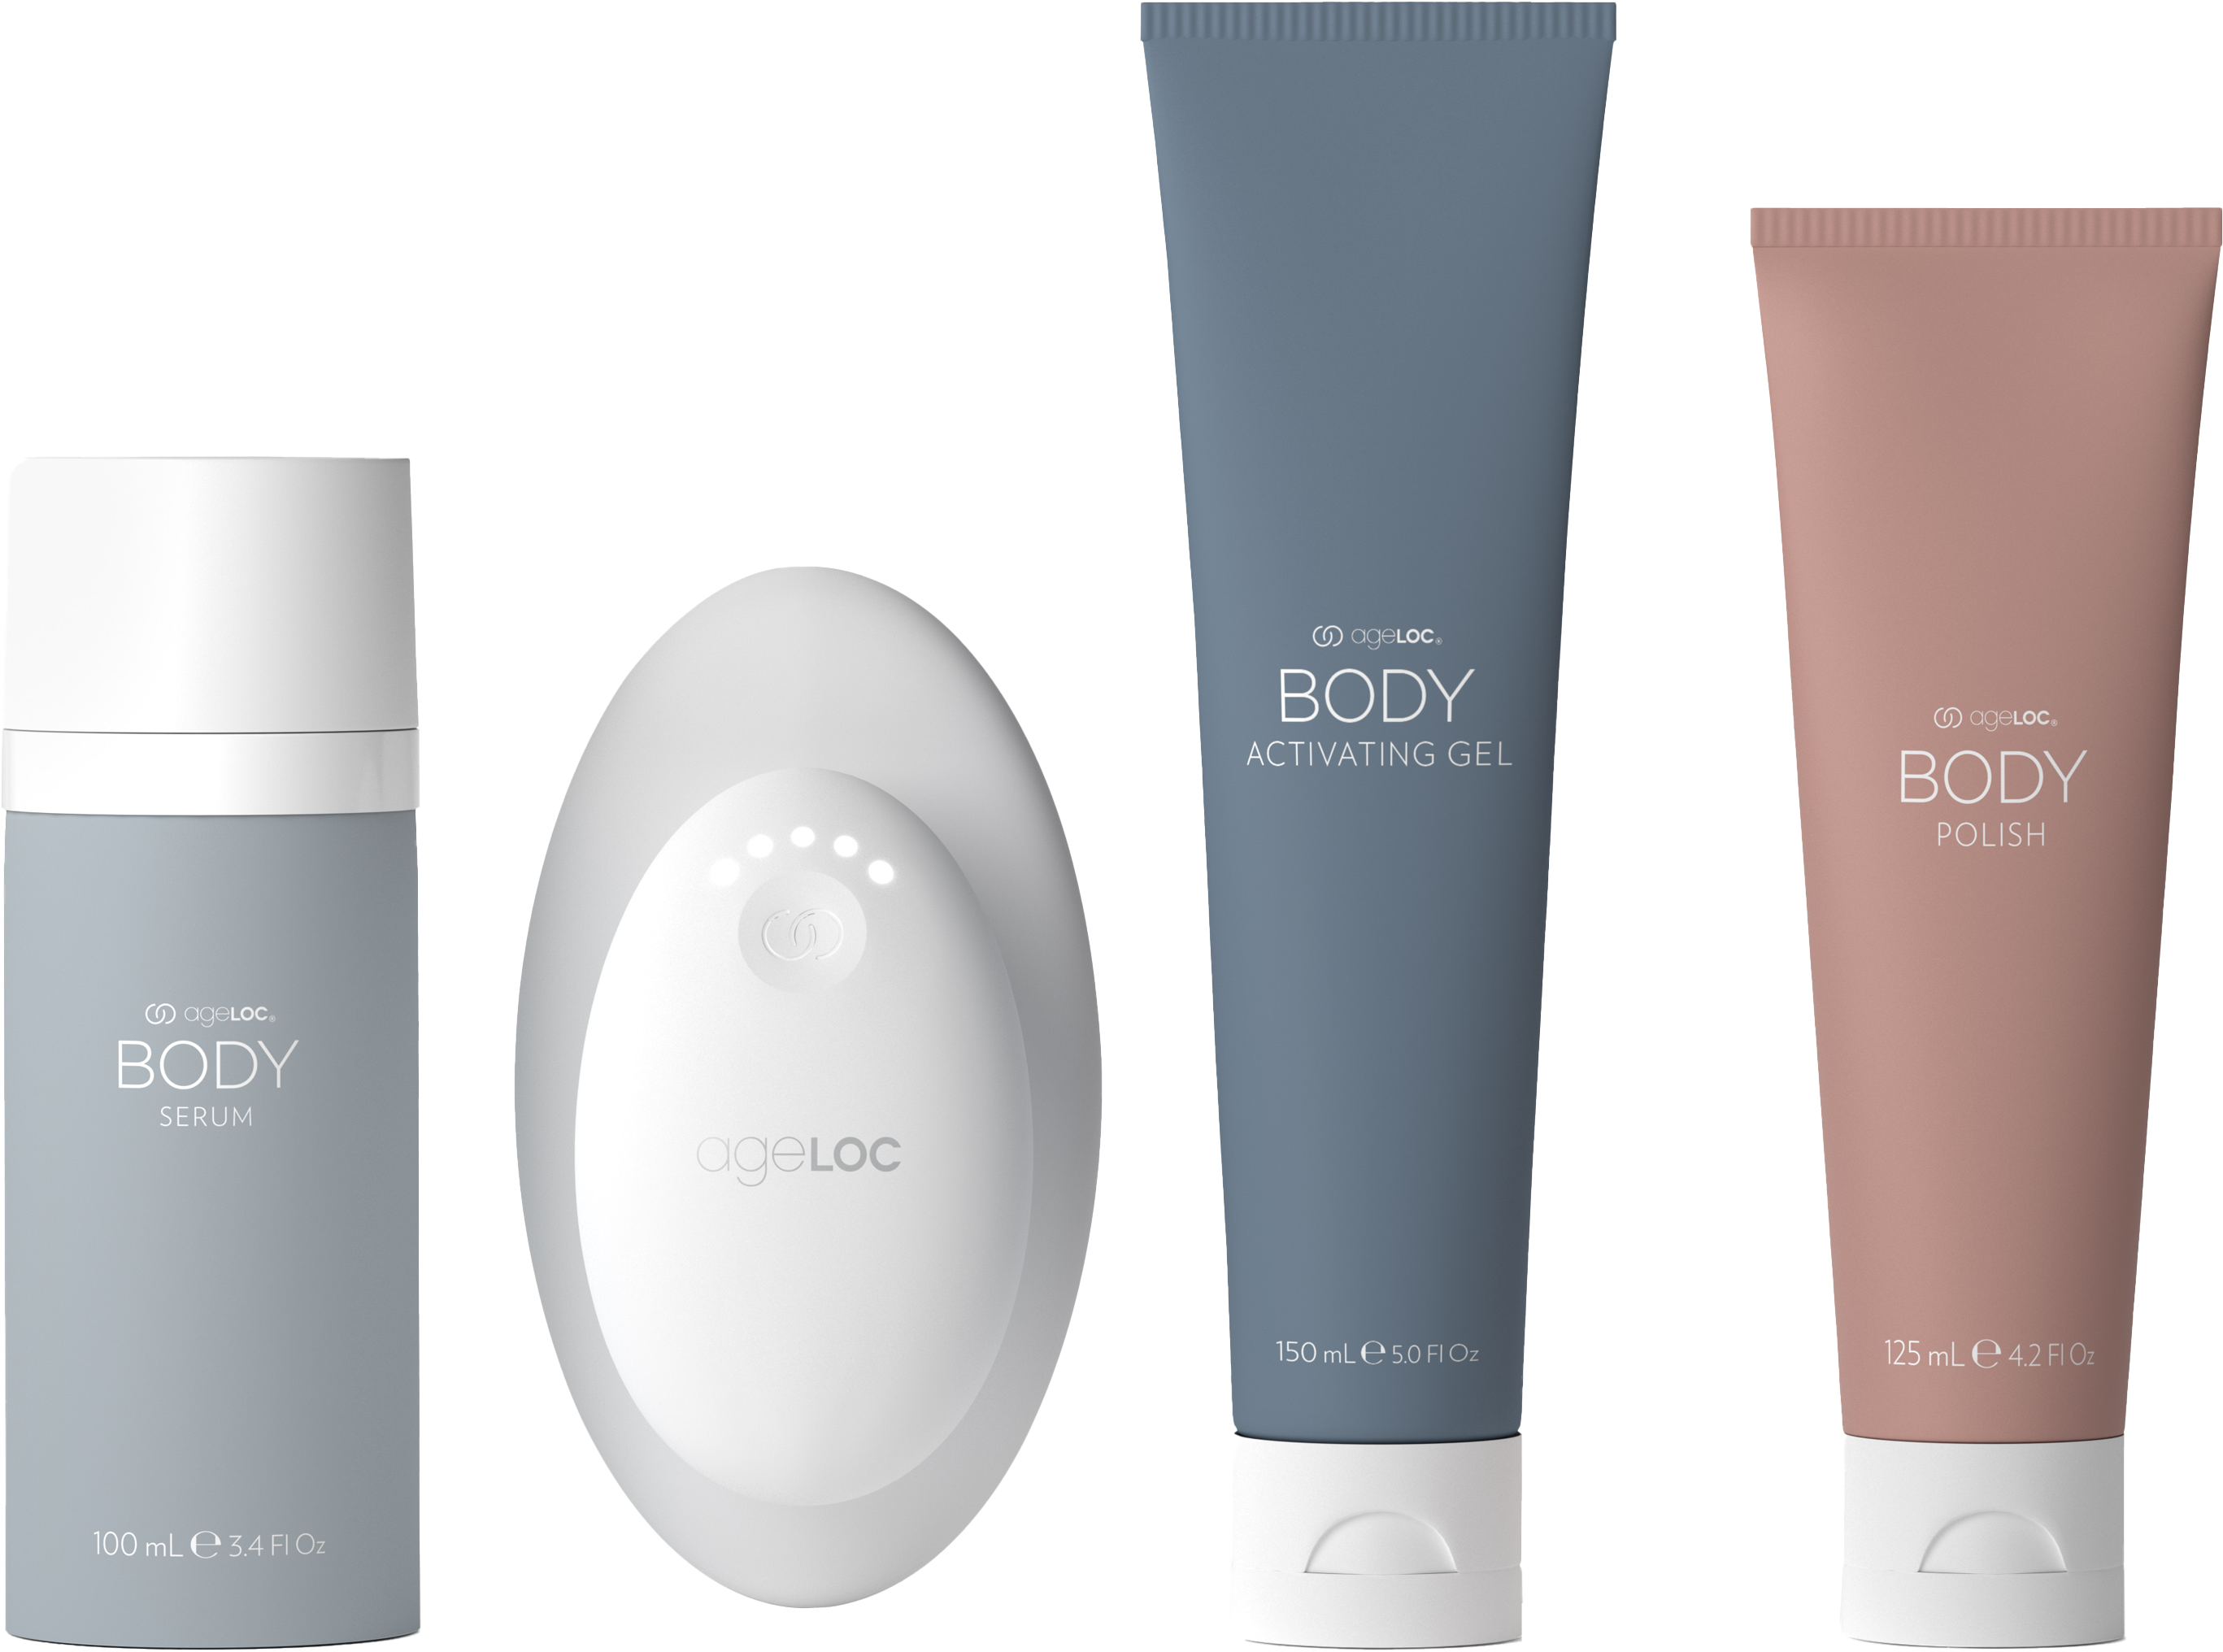 ageLOC®
BODY
SERUM
100 mL ℮ 3.4 Fl Oz
ageLOC
ageLOC®
BODY
ACTIVATING GEL
150 mL ℮ 5.0 Fl Oz
ageLOC®
BODY
POLISH
125 mL ℮ 4.2 Fl Oz